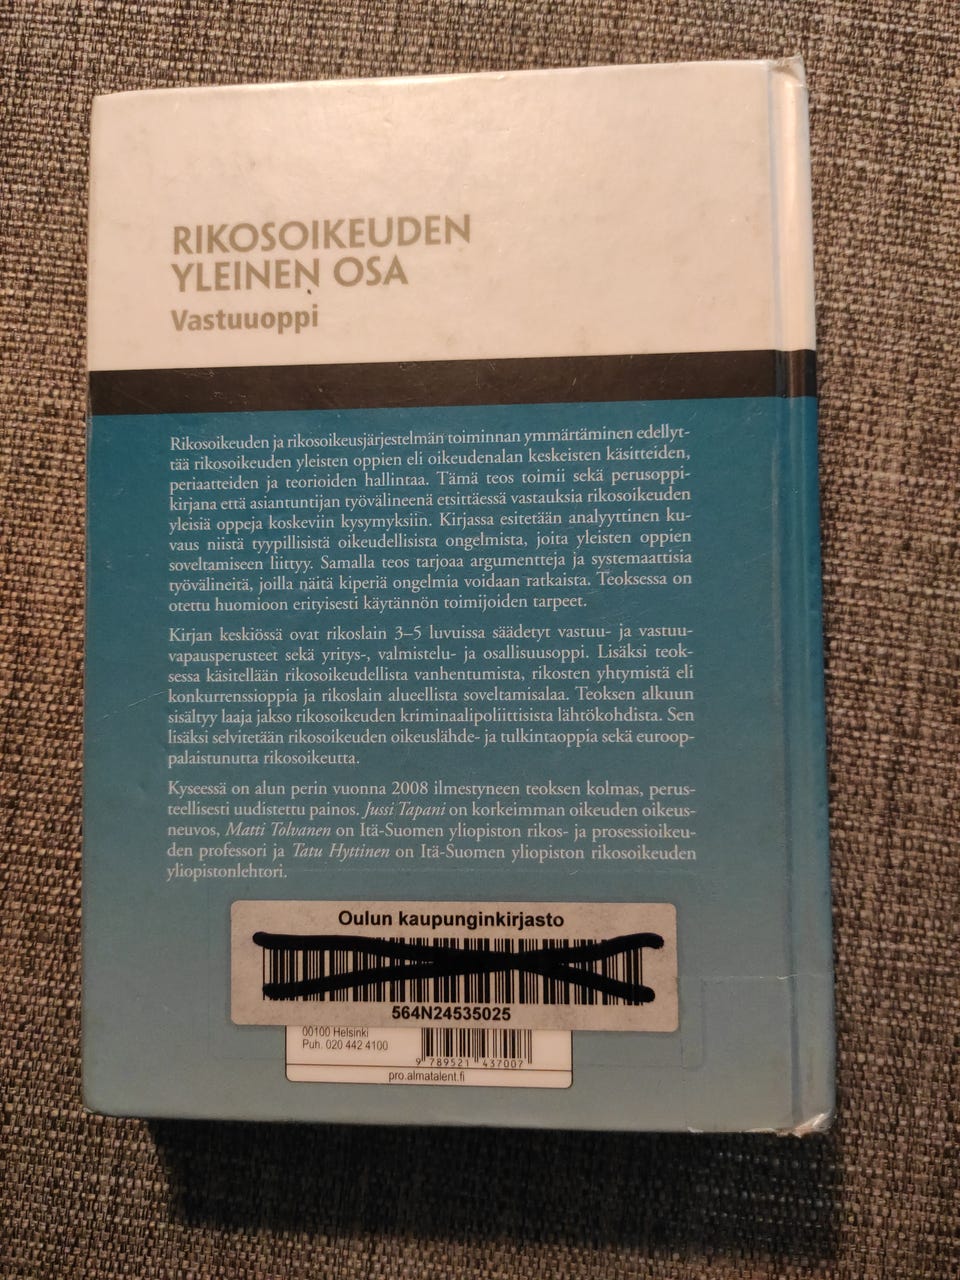 RIKOSOIKEUDEN
YLEINEN OSA
Vastuuoppi
Rikosoikeuden ja rikosoikeusjärjestelmän toiminnan ymmärtäminen edellyt-
tää rikosoikeuden yleisten oppien eli oikeudenalan keskeisten käsitteiden,
periaatteiden ja teorioiden hallintaa. Tämä teos toimii sekä perusoppi-
kirjana että asiantuntijan työvälineenä etsittäessä vastauksia rikosoikeuden
yleisiä oppeja koskeviin kysymyksiin. Kirjassa esitetään analyyttinen ku-
vaus niistä tyypillisistä oikeudellisista ongelmista, joita yleisten oppien
soveltamiseen liittyy. Samalla teos tarjoaa argumentteja ja systemaattisia
työvälineitä, joilla näitä kiperiä ongelmia voidaan ratkaista. Teoksessa on
otettu huomioon erityisesti käytännön toimijoiden tarpeet.
Kirjan keskiössä ovat rikoslain 3–5 luvuissa säädetyt vastuu- ja vastuu-
vapausperusteet sekä yritys-, valmistelu- ja osallisuusoppi. Lisäksi teok-
sessa käsitellään rikosoikeudellista vanhentumista, rikosten yhtymistä eli
konkurrenssioppia ja rikoslain alueellista soveltamisalaa. Teoksen alkuun
sisältyy laaja jakso rikosoikeuden kriminaalipoliittisista lähtökohdista. Sen
lisäksi selvitetään rikosoikeuden oikeuslähde- ja tulkintaoppia sekä euroop-
palaistunutta rikosoikeutta.
Kyseessä on alun perin vuonna 2008 ilmestyneen teoksen kolmas, perus-
teellisesti uudistettu painos. Jussi Tapani on korkeimman oikeuden oikeus-
neuvos, Matti Tolvanen on Itä-Suomen yliopiston rikos- ja prosessioikeu-
den professori ja Tatu Hyttinen on Itä-Suomen yliopiston rikosoikeuden
yliopistonlehtori.
Oulun kaupunginkirjasto
564N24535025
00100 Helsinki
Puh. 020 442 4100
9 789521 437007
pro.almatalent.fi